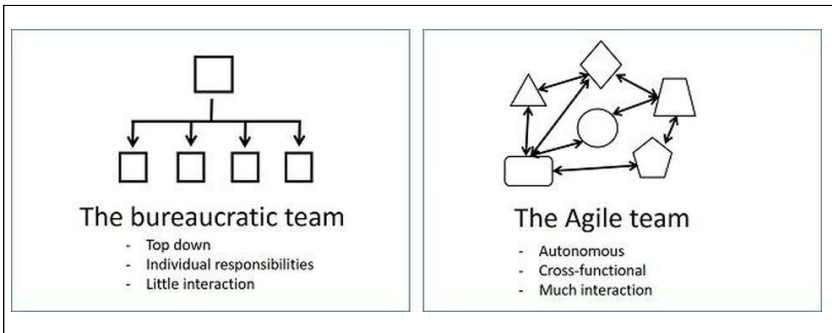 The bureaucratic team
- Top down
- Individual responsibilities
- Little interaction
The Agile team
- Autonomous
- Cross-functional
- Much interaction